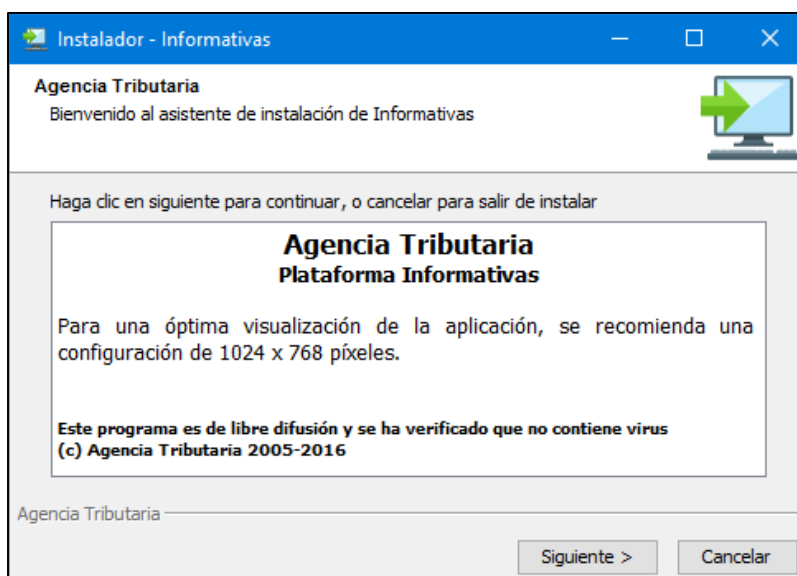 Instalador - Informativas
Agencia Tributaria
Bienvenido al asistente de instalación de Informativas
Haga clic en siguiente para continuar, o cancelar para salir de instalar
Agencia Tributaria
Plataforma Informativas
Para una óptima visualización de la aplicación, se recomienda una
configuración de 1024 x 768 píxeles.
Este programa es de libre difusión y se ha verificado que no contiene virus
(c) Agencia Tributaria 2005-2016
Agencia Tributaria
Siguiente >
Cancelar